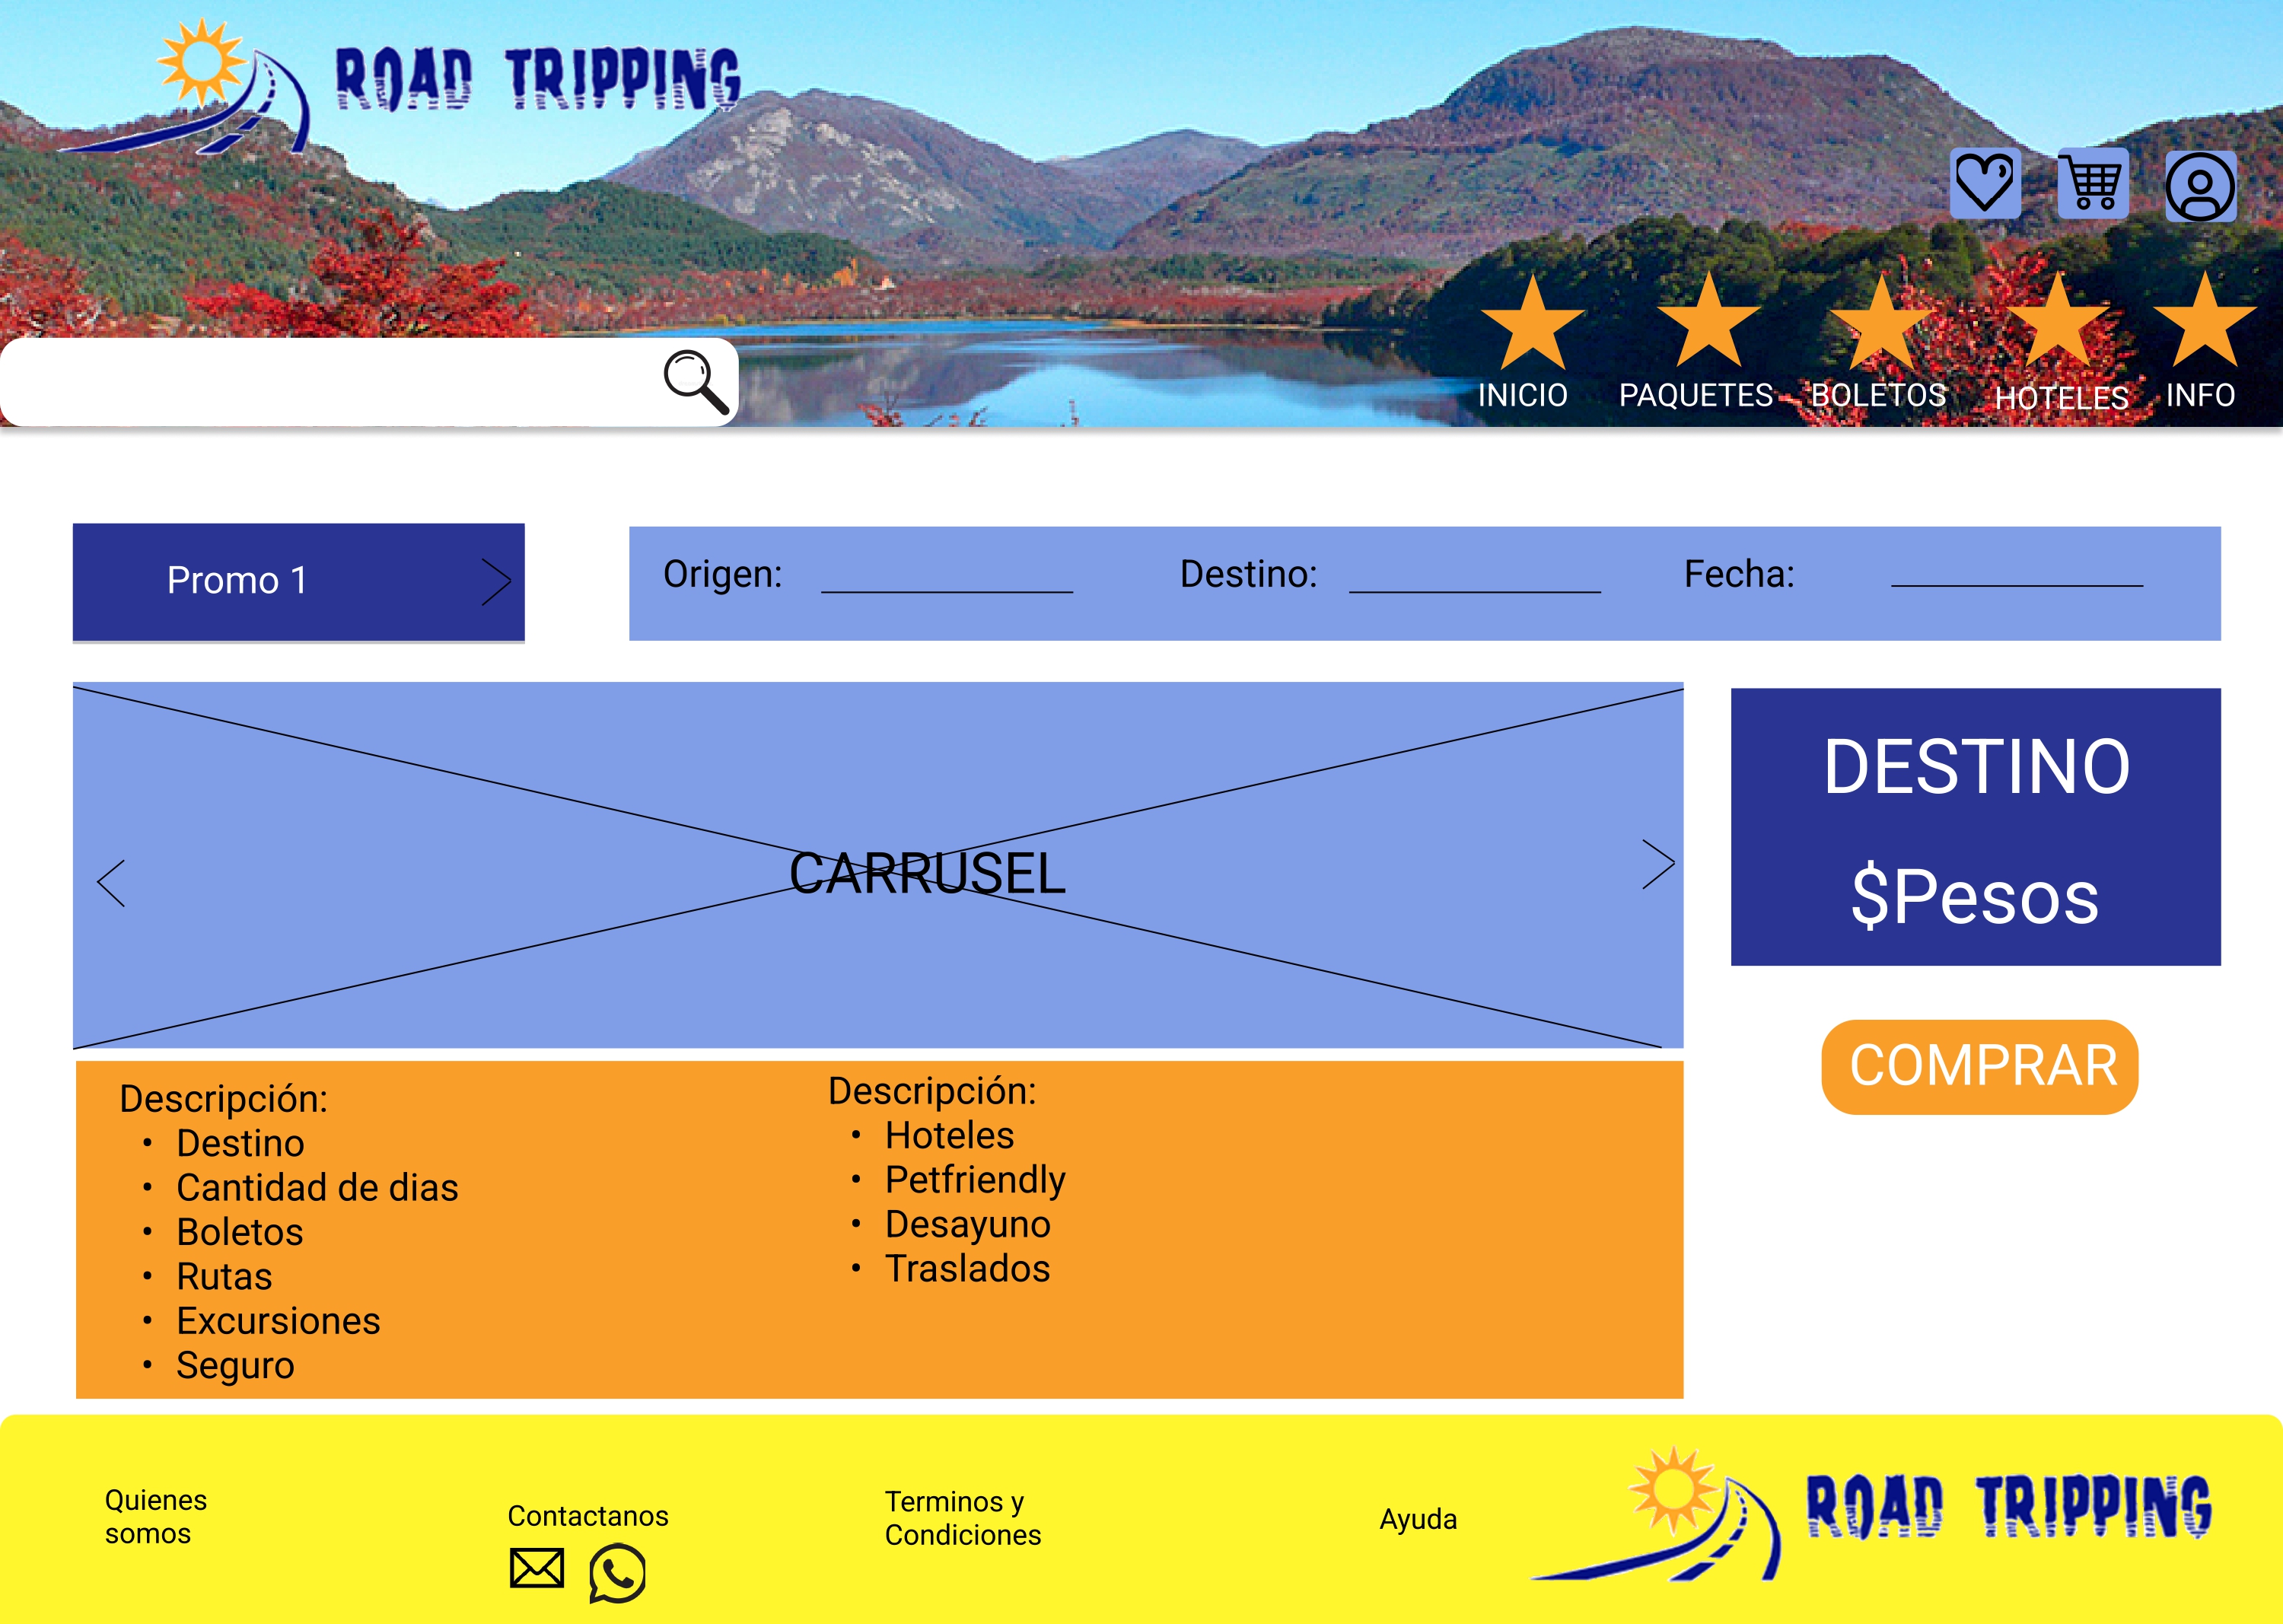 ROAD TRIPPING
INICIO PAQUETES BOLETOS HOTELES INFO
Promo 1
Origen: Destino: Fecha:
CARRUSEL
DESTINO
$Pesos
COMPRAR
Descripción:
• Destino
• Cantidad de dias
• Boletos
• Rutas
• Excursiones
• Seguro
Descripción:
• Hoteles
• Petfriendly
• Desayuno
• Traslados
Quienes
somos
Contactanos
Terminos y
Condiciones
Ayuda
ROAD TRIPPING